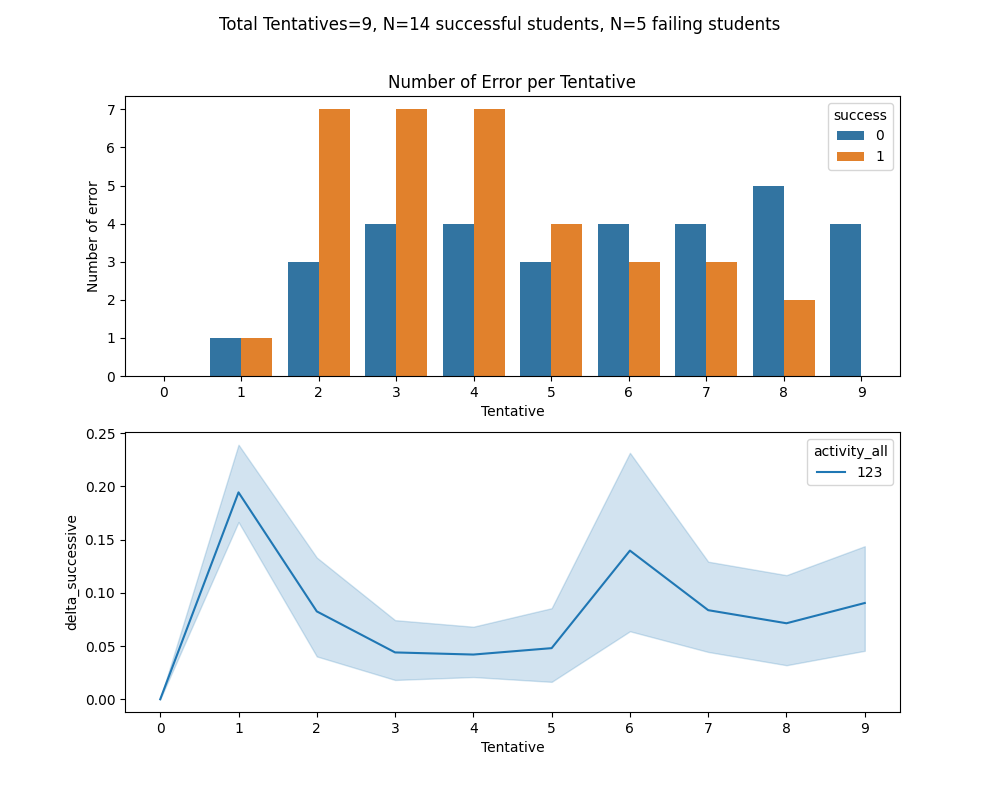 Total Tentatives=9, N=14 successful students, N=5 failing students
Number of Error per Tentative
success
0
1
Number of error
7
6
5
4
3
2
1
0
0 1 2 3 4 5 6 7 8 9
Tentative
activity_all
123
delta_successive
0.25
0.20
0.15
0.10
0.05
0.00
0 1 2 3 4 5 6 7 8 9
Tentative